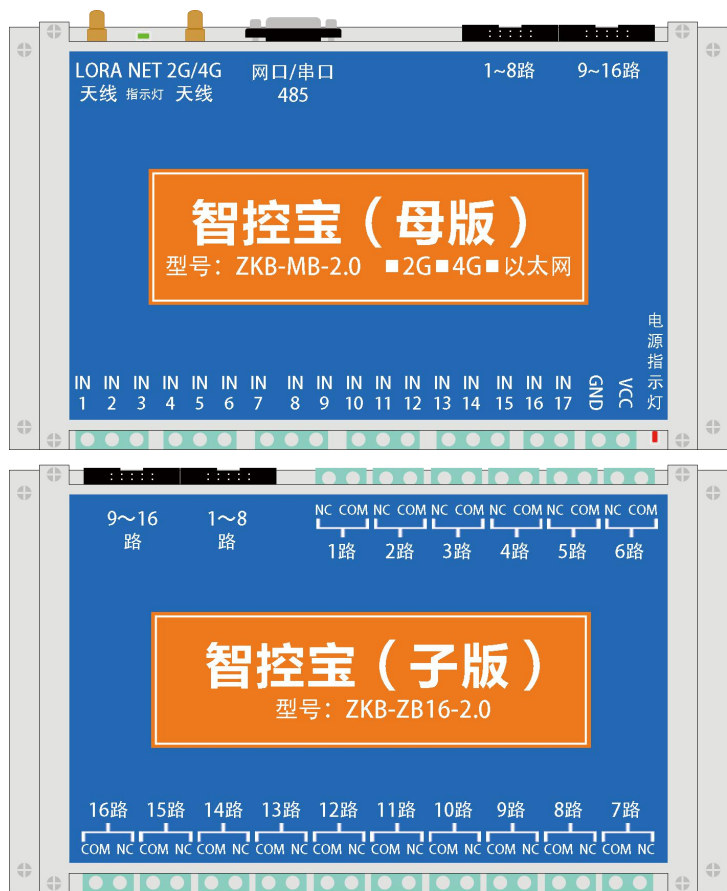 LORA NET 2G/4G 网口/串口 1~8路 9~16路
天线 指示灯 天线 485
智控宝（母版）
型号：ZKB-MB-2.0 ■2G■4G■以太网
电源指示灯
IN IN IN IN IN IN IN IN IN IN IN IN IN IN IN IN IN GND VCC
1 2 3 4 5 6 7 8 9 10 11 12 13 14 15 16 17
9～16 1～8
路 路
NC COM NC COM NC COM NC COM NC COM NC COM
1路 2路 3路 4路 5路 6路
智控宝（子版）
型号：ZKB-ZB16-2.0
16路 15路 14路 13路 12路 11路 10路 9路 8路 7路
COM NC COM NC COM NC COM NC COM NC COM NC COM NC COM NC COM NC COM NC